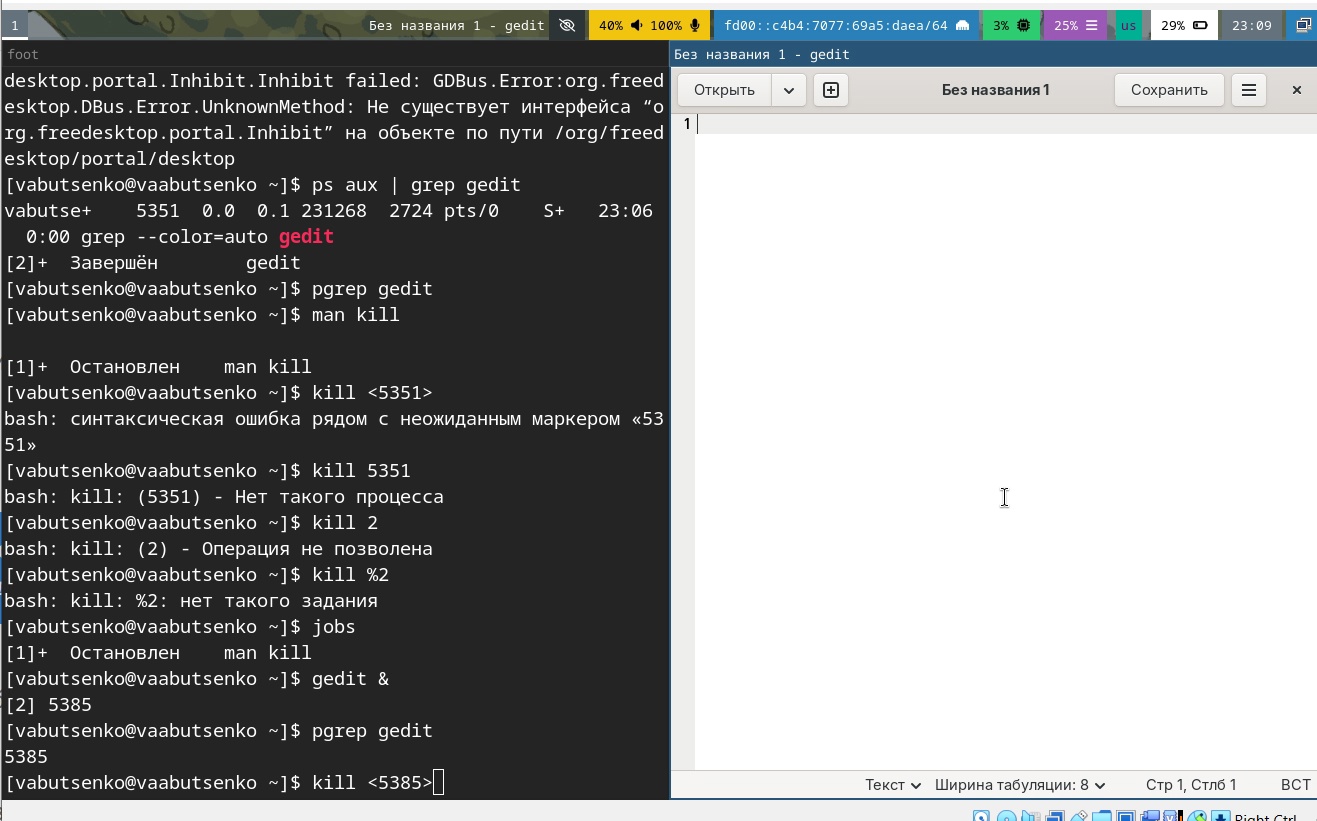 1 Без названия 1 - gedit 40% 100% fd00::c4b4:7077:69a5:daea/64 3% 25% us 29% 23:09
foot
desktop.portal.Inhibit.Inhibit failed: GDBus.Error:org.freed
esktop.DBus.Error.UnknownMethod: Не существует интерфейса “o
rg.freedesktop.portal.Inhibit” на объекте по пути /org/freed
esktop/portal/desktop
[vabutsenko@vaabutsenko ~]$ ps aux | grep gedit
vabutse+    5351  0.0  0.1 231268  2724 pts/0    S+   23:06
  0:00 grep --color=auto gedit
[2]+  Завершён        gedit
[vabutsenko@vaabutsenko ~]$ pgrep gedit
[vabutsenko@vaabutsenko ~]$ man kill
[1]+  Остановлен    man kill
[vabutsenko@vaabutsenko ~]$ kill <5351>
bash: синтаксическая ошибка рядом с неожиданным маркером «53
51»
[vabutsenko@vaabutsenko ~]$ kill 5351
bash: kill: (5351) - Нет такого процесса
[vabutsenko@vaabutsenko ~]$ kill 2
bash: kill: (2) - Операция не позволена
[vabutsenko@vaabutsenko ~]$ kill %2
bash: kill: %2: нет такого задания
[vabutsenko@vaabutsenko ~]$ jobs
[1]+  Остановлен    man kill
[vabutsenko@vaabutsenko ~]$ gedit &
[2] 5385
[vabutsenko@vaabutsenko ~]$ pgrep gedit
5385
[vabutsenko@vaabutsenko ~]$ kill <5385>
Без названия 1 - gedit
Открыть Без названия 1 Сохранить
1
Текст Ширина табуляции: 8 Стр 1, Стлб 1 ВСТ
Right Ctrl